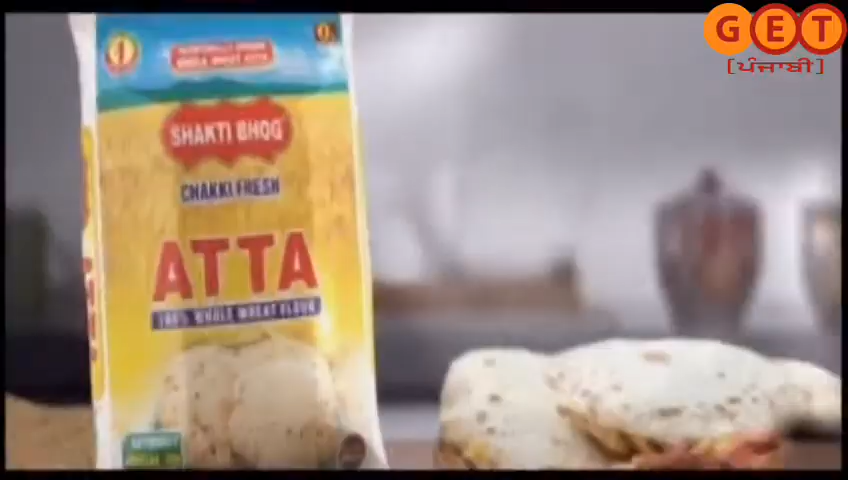 GET
[ਪੰਜਾਬੀ]
SHAKTI BHOG
CHAKKI FRESH
ATTA
100% WHOLE WHEAT FLOUR